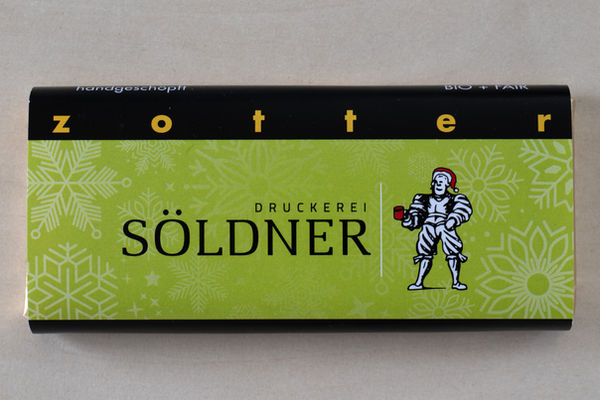 handgeschöpft BIO + FAIR
zotter
DRUCKEREI
SÖLDNER